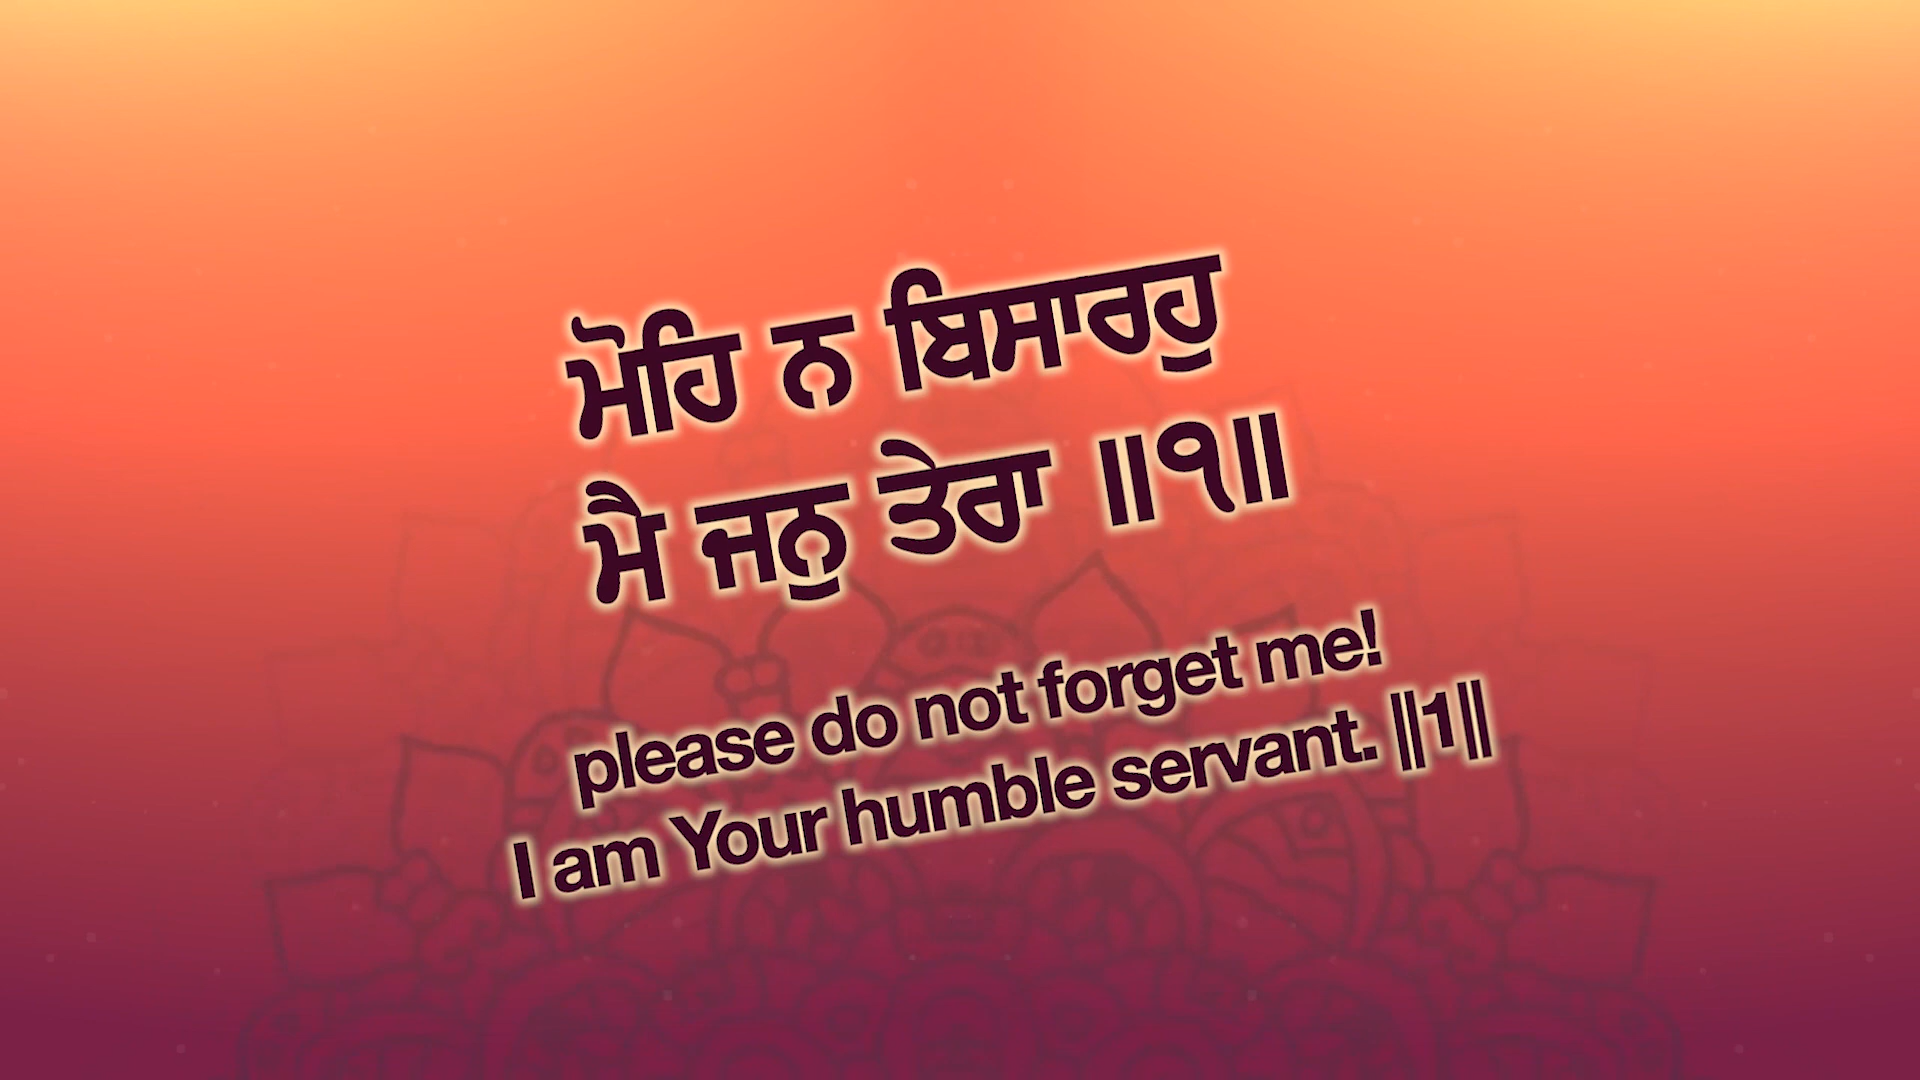 ਮੋਹਿ ਨ ਬਿਸਾਰਹੁ
ਮੈ ਜਨੁ ਤੇਰਾ ॥੧॥
please do not forget me!
I am Your humble servant. ||1||